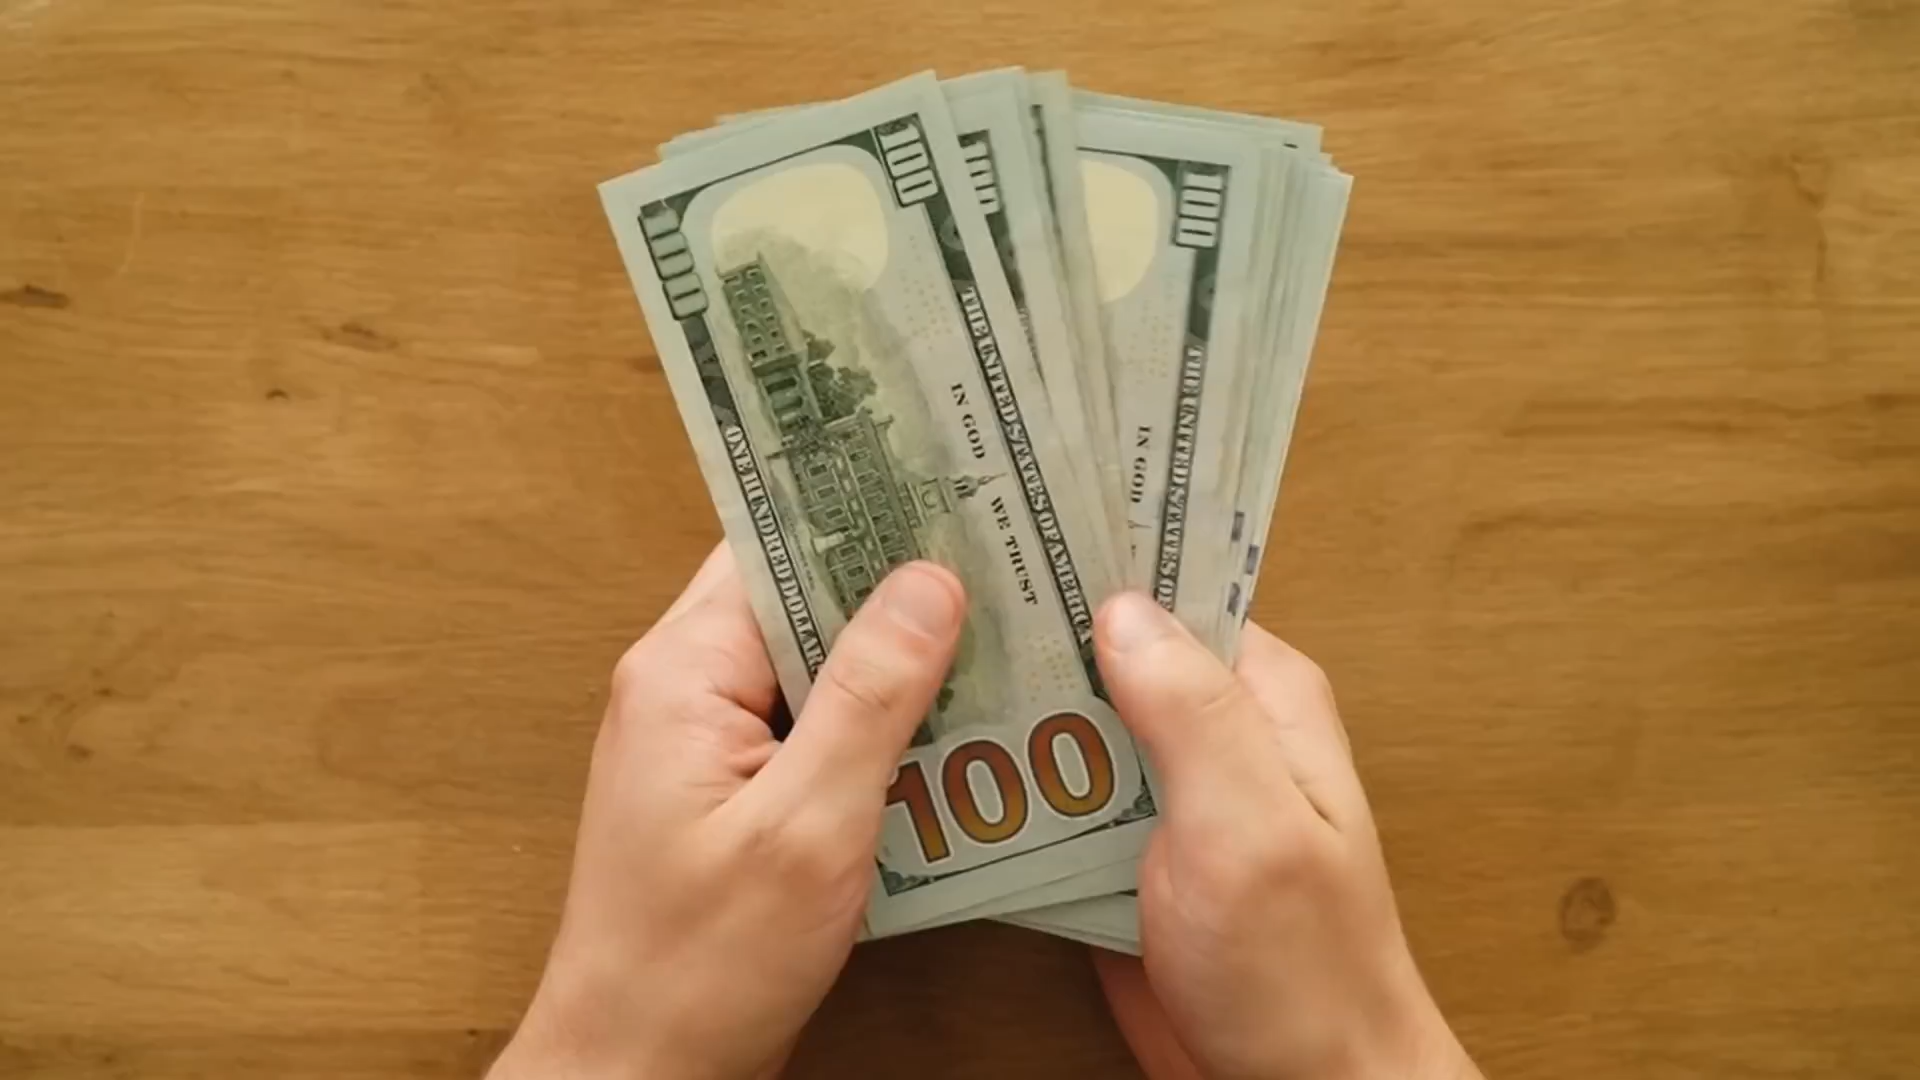 100
100
100
100
THE UNITED STATES OF AMERICA
IN GOD WE TRUST
ONE HUNDRED DOLLARS
100
THE UNITED STATES OF
IN GOD